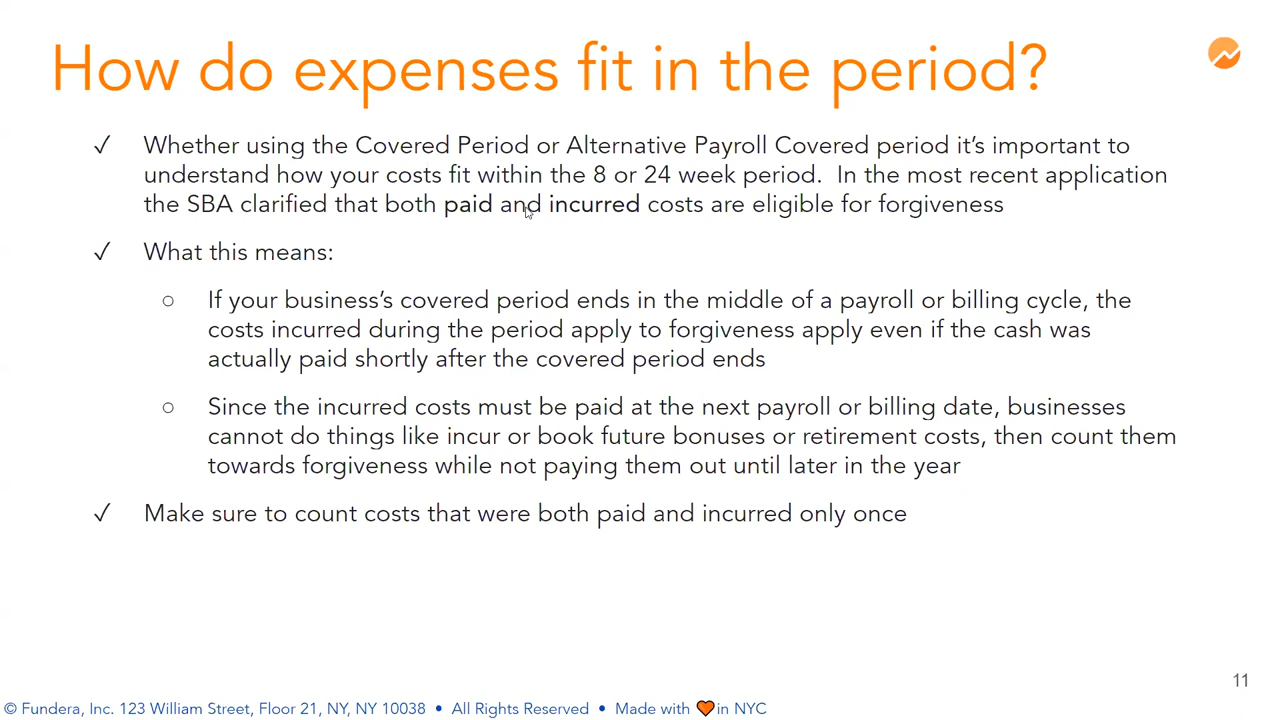 How do expenses fit in the period?
✓ Whether using the Covered Period or Alternative Payroll Covered period it's important to
understand how your costs fit within the 8 or 24 week period. In the most recent application
the SBA clarified that both paid and incurred costs are eligible for forgiveness
✓ What this means:
○ If your business's covered period ends in the middle of a payroll or billing cycle, the
costs incurred during the period apply to forgiveness apply even if the cash was
actually paid shortly after the covered period ends
○ Since the incurred costs must be paid at the next payroll or billing date, businesses
cannot do things like incur or book future bonuses or retirement costs, then count them
towards forgiveness while not paying them out until later in the year
✓ Make sure to count costs that were both paid and incurred only once
11
© Fundera, Inc. 123 William Street, Floor 21, NY, NY 10038 • All Rights Reserved • Made with 🧡 in NYC